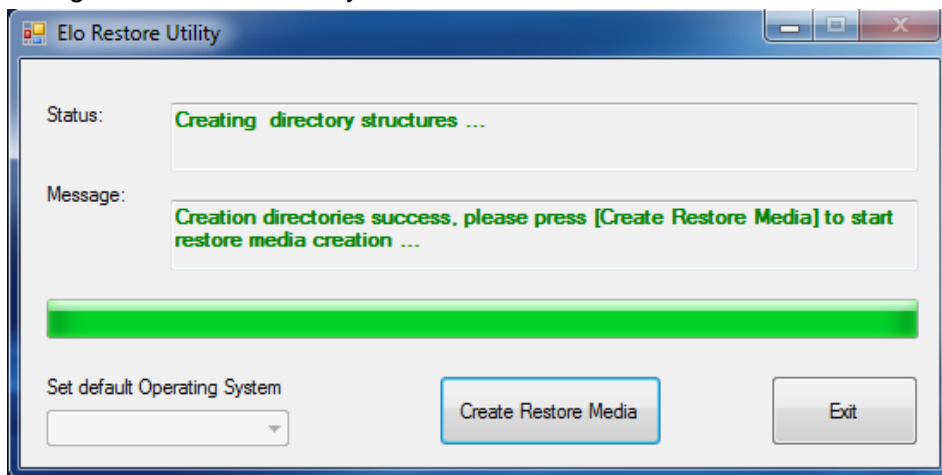 Elo Restore Utility
Status:
Creating directory structures ...
Message:
Creation directories success, please press [Create Restore Media] to start
restore media creation ...
Set default Operating System
Create Restore Media
Exit